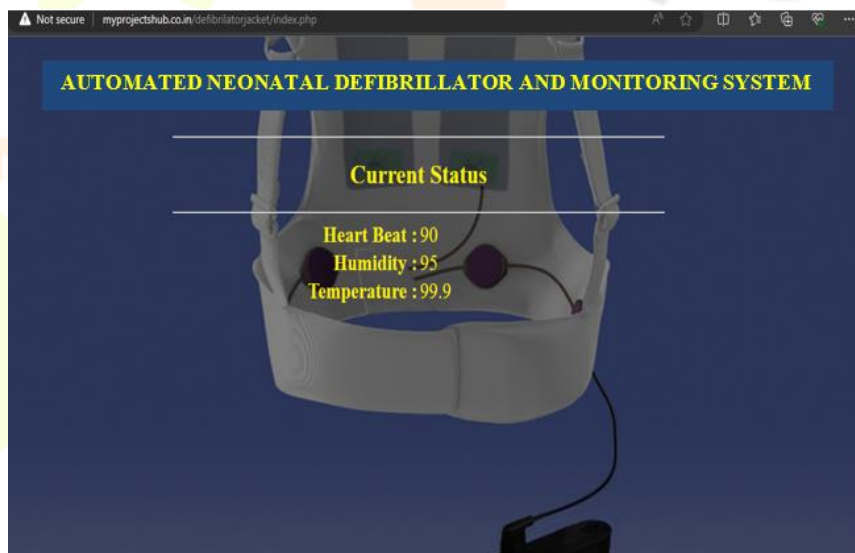 Not secure myprojectshub.co.in/defibrilatorjacket/index.php
AUTOMATED NEONATAL DEFIBRILLATOR AND MONITORING SYSTEM
Current Status
Heart Beat : 90
Humidity : 95
Temperature : 99.9